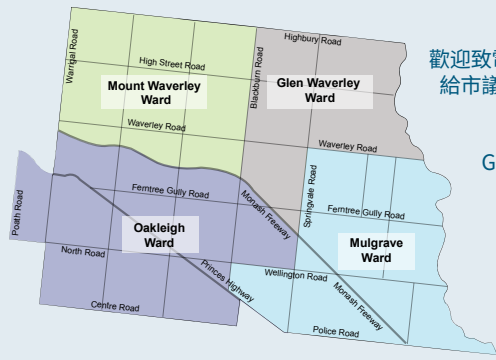 Highbury Road
Warrigal Road
High Street Road
Blackburn Road
歡迎致電
給市議
Mount Waverley
Ward
Glen Waverley
Ward
Waverley Road
Waverley Road
G
Springvale Road
Ferntree Gully Road
Ferntree Gully Road
Monash Freeway
Poath Road
Oakleigh
Ward
Mulgrave
Ward
North Road
Princes Highway
Wellington Road
Monash Freeway
Centre Road
Police Road